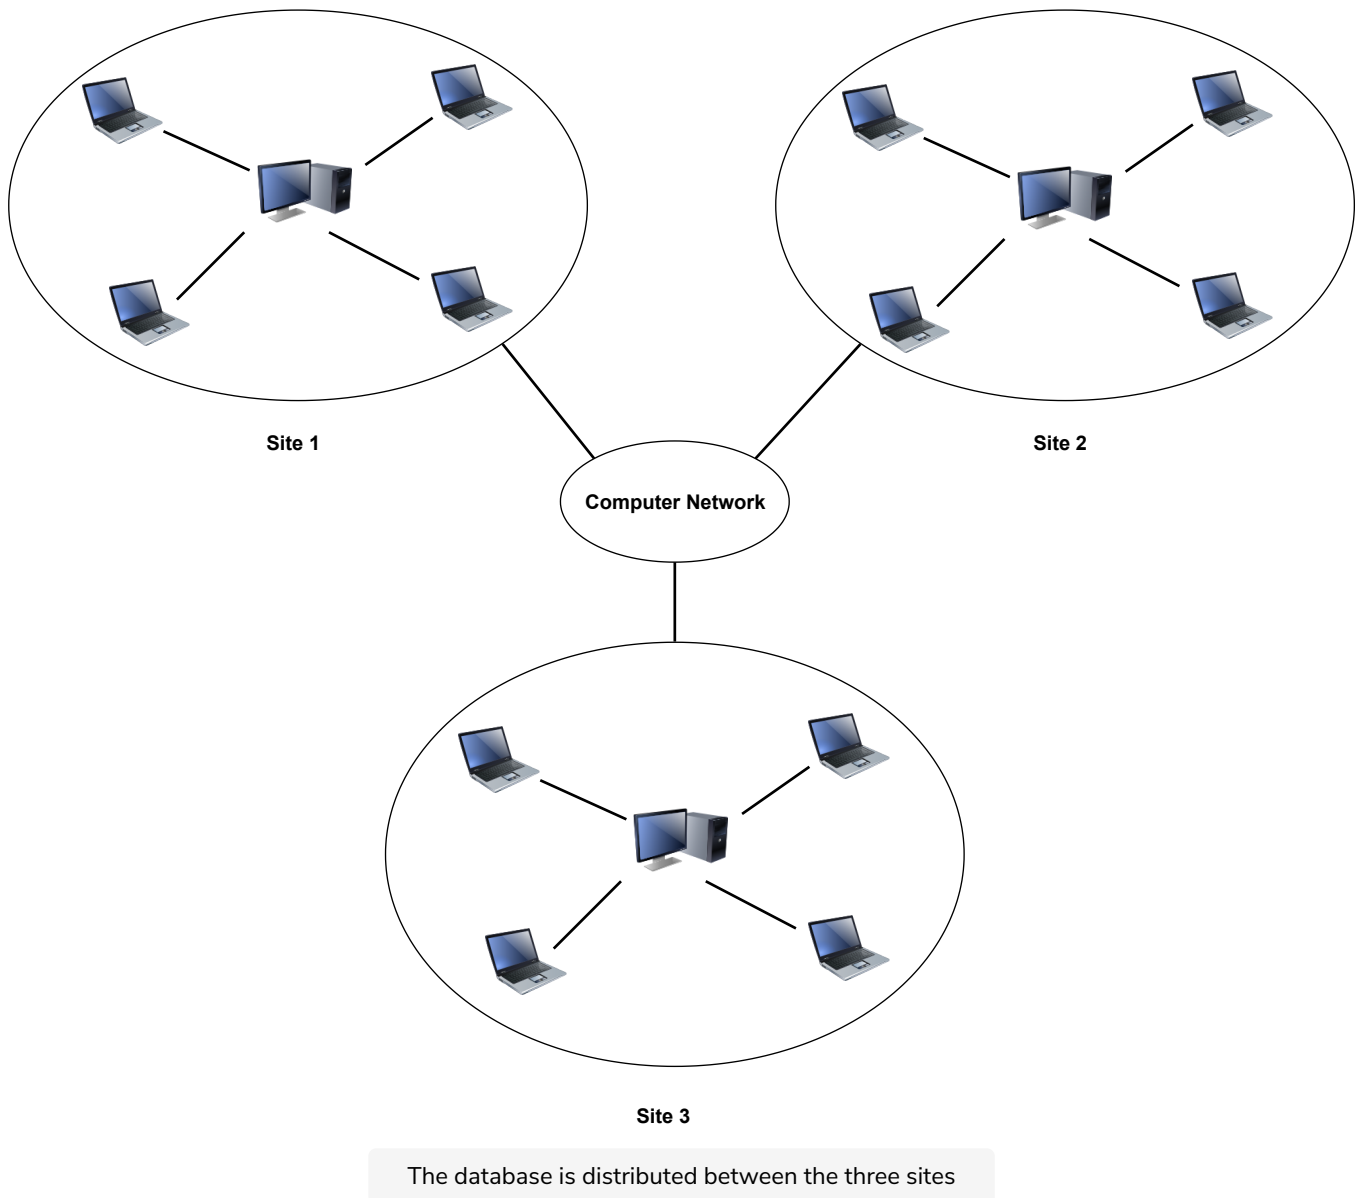 Site 1
Site 2
Computer Network
Site 3
The database is distributed between the three sites